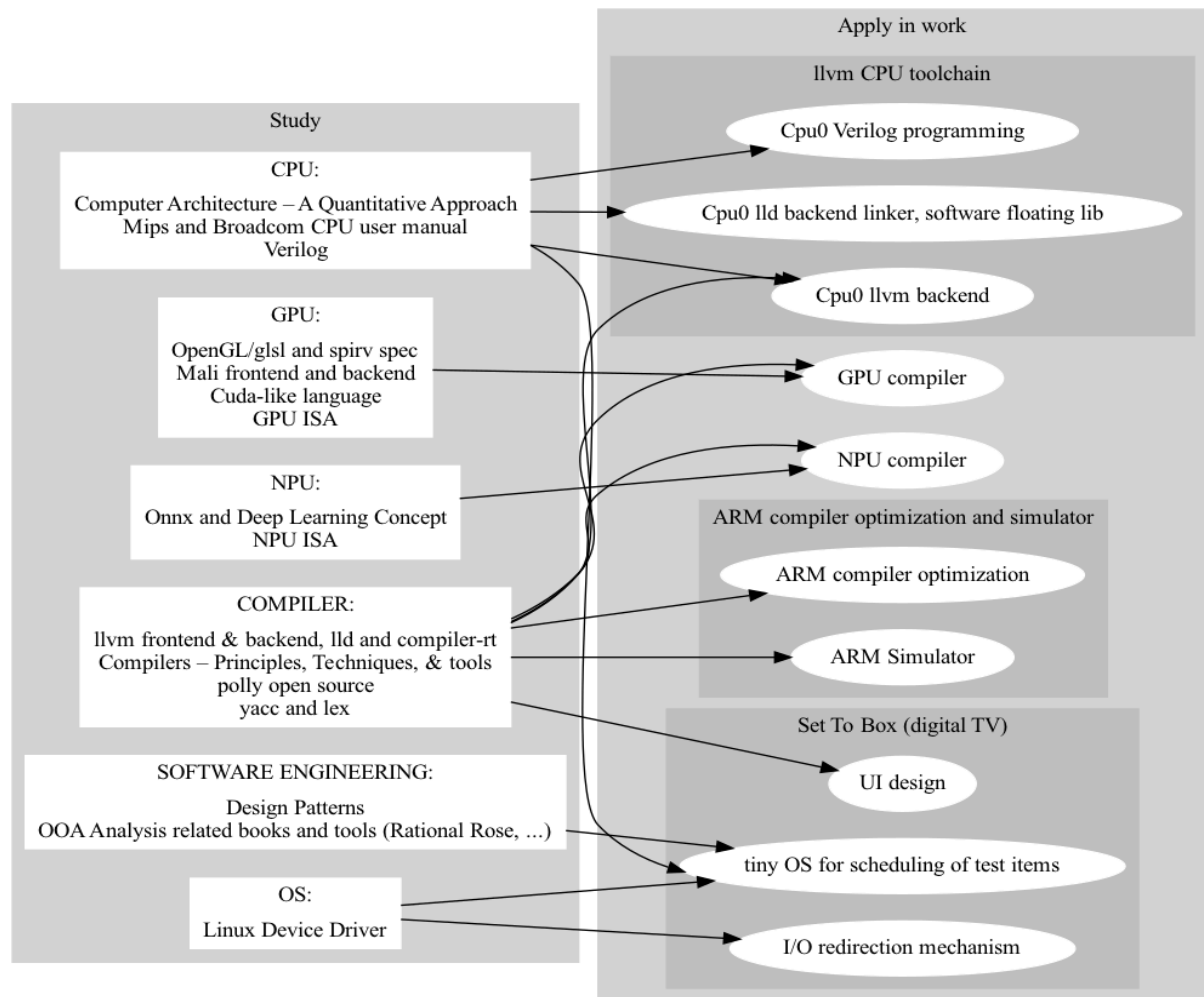 Study
CPU:
Computer Architecture – A Quantitative Approach
Mips and Broadcom CPU user manual
Verilog
GPU:
OpenGL/glsl and spirv spec
Mali frontend and backend
Cuda-like language
GPU ISA
NPU:
Onnx and Deep Learning Concept
NPU ISA
COMPILER:
llvm frontend & backend, lld and compiler-rt
Compilers – Principles, Techniques, & tools
polly open source
yacc and lex
SOFTWARE ENGINEERING:
Design Patterns
OOA Analysis related books and tools (Rational Rose, ...)
OS:
Linux Device Driver
Apply in work
llvm CPU toolchain
Cpu0 Verilog programming
Cpu0 lld backend linker, software floating lib
Cpu0 llvm backend
GPU compiler
NPU compiler
ARM compiler optimization and simulator
ARM compiler optimization
ARM Simulator
Set To Box (digital TV)
UI design
tiny OS for scheduling of test items
I/O redirection mechanism